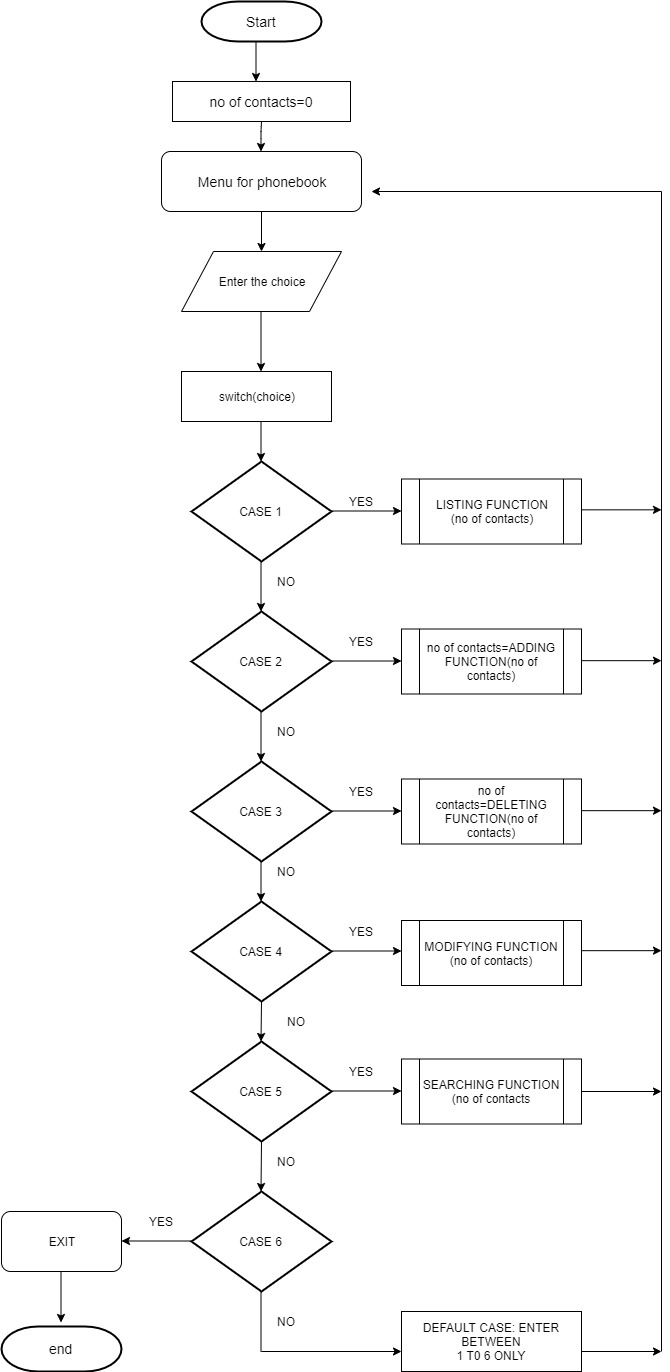 Start
no of contacts=0
Menu for phonebook
Enter the choice
switch(choice)
CASE 1
YES
LISTING FUNCTION
(no of contacts)
NO
CASE 2
YES
no of contacts=ADDING
FUNCTION(no of
contacts)
NO
CASE 3
YES
no of
contacts=DELETING
FUNCTION(no of
contacts)
NO
CASE 4
YES
MODIFYING FUNCTION
(no of contacts)
NO
CASE 5
YES
SEARCHING FUNCTION
(no of contacts
NO
CASE 6
YES
EXIT
NO
DEFAULT CASE: ENTER
BETWEEN
1 T0 6 ONLY
end